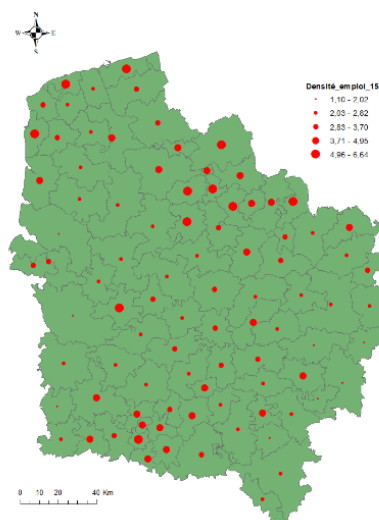 N
W E
S
Densité_emploi_15
1,10 - 2,02
2,03 - 2,82
2,83 - 3,70
3,71 - 4,95
4,96 - 6,64
0 10 20 40 Km